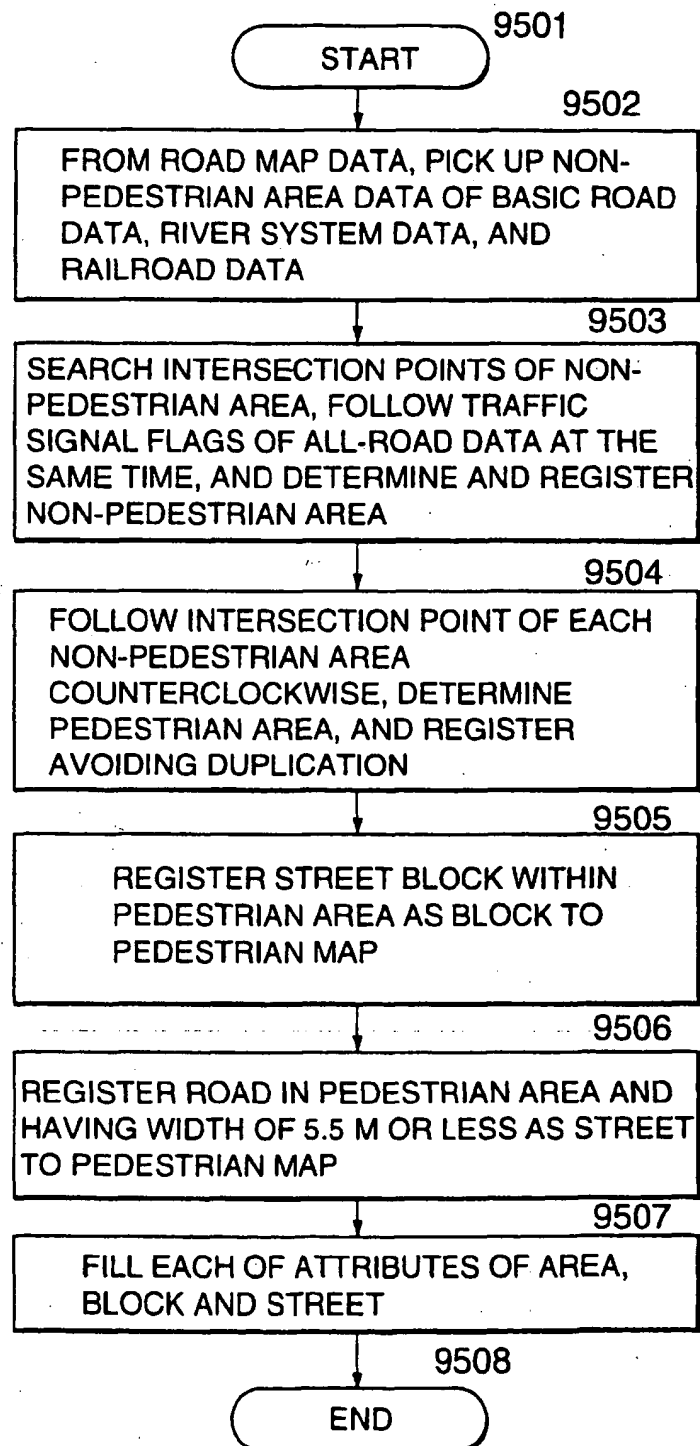 9501
START
9502
FROM ROAD MAP DATA, PICK UP NON-
PEDESTRIAN AREA DATA OF BASIC ROAD
DATA, RIVER SYSTEM DATA, AND
RAILROAD DATA
9503
SEARCH INTERSECTION POINTS OF NON-
PEDESTRIAN AREA, FOLLOW TRAFFIC
SIGNAL FLAGS OF ALL-ROAD DATA AT THE
SAME TIME, AND DETERMINE AND REGISTER
NON-PEDESTRIAN AREA
9504
FOLLOW INTERSECTION POINT OF EACH
NON-PEDESTRIAN AREA
COUNTERCLOCKWISE, DETERMINE
PEDESTRIAN AREA, AND REGISTER
AVOIDING DUPLICATION
9505
REGISTER STREET BLOCK WITHIN
PEDESTRIAN AREA AS BLOCK TO
PEDESTRIAN MAP
9506
REGISTER ROAD IN PEDESTRIAN AREA AND
HAVING WIDTH OF 5.5 M OR LESS AS STREET
TO PEDESTRIAN MAP
9507
FILL EACH OF ATTRIBUTES OF AREA,
BLOCK AND STREET
9508
END